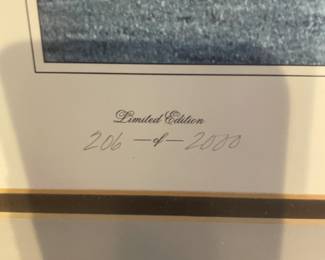 Limited Edition
206 — of — 2000